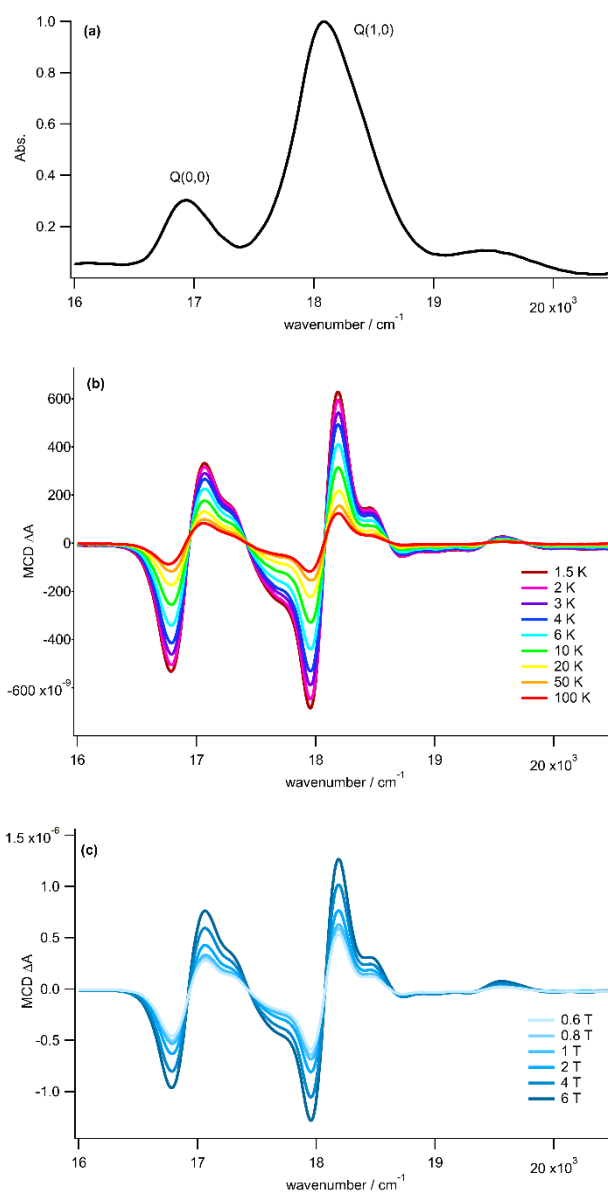 (a)
Q(1,0)
Q(0,0)
Abs.
1.0
0.8
0.6
0.4
0.2
16 17 18 19 20 x10³
wavenumber / cm⁻¹
(b)
MCD ΔA
600
400
200
0
-200
-400
-600 x10⁻⁹
1.5 K
2 K
3 K
4 K
6 K
10 K
20 K
50 K
100 K
16 17 18 19 20 x10³
wavenumber / cm⁻¹
1.5 x10⁻⁶
(c)
MCD ΔA
1.0
0.5
0.0
-0.5
-1.0
0.6 T
0.8 T
1 T
2 T
4 T
6 T
16 17 18 19 20 x10³
wavenumber / cm⁻¹